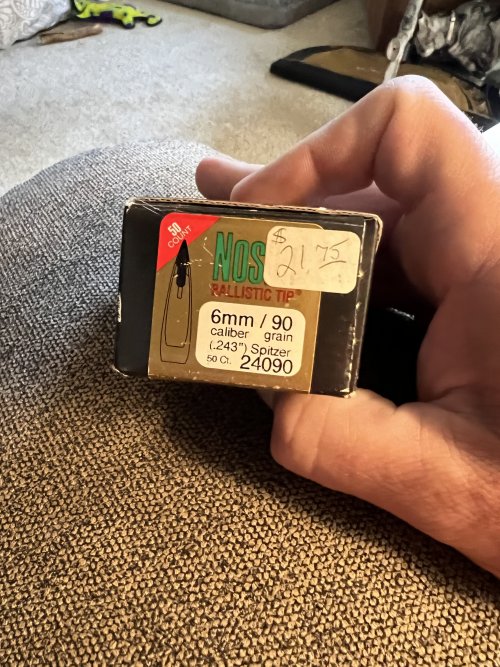 50
COUNT
NOS
$
21.75
BALLISTIC TIP®
6mm / 90
caliber grain
(.243") Spitzer
50 Ct. 24090